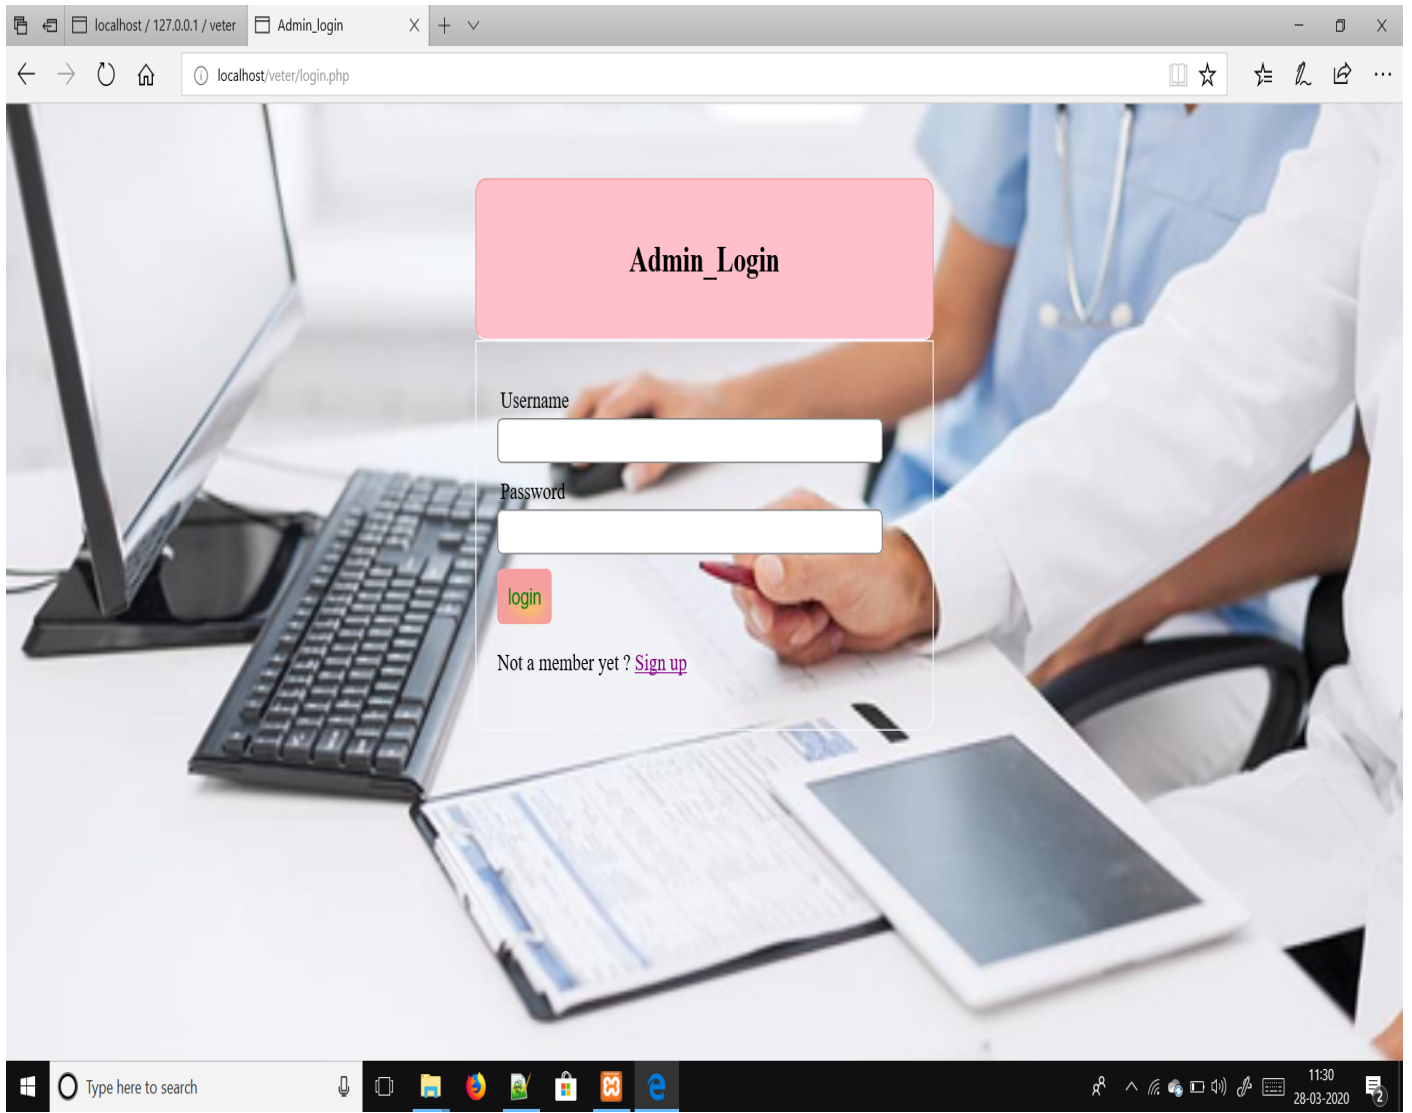 localhost / 127.0.0.1 / veter
Admin_login
localhost/veter/login.php
Admin_Login
Username
Password
login
Not a member yet ? Sign up
Type here to search
11:30
28-03-2020
2